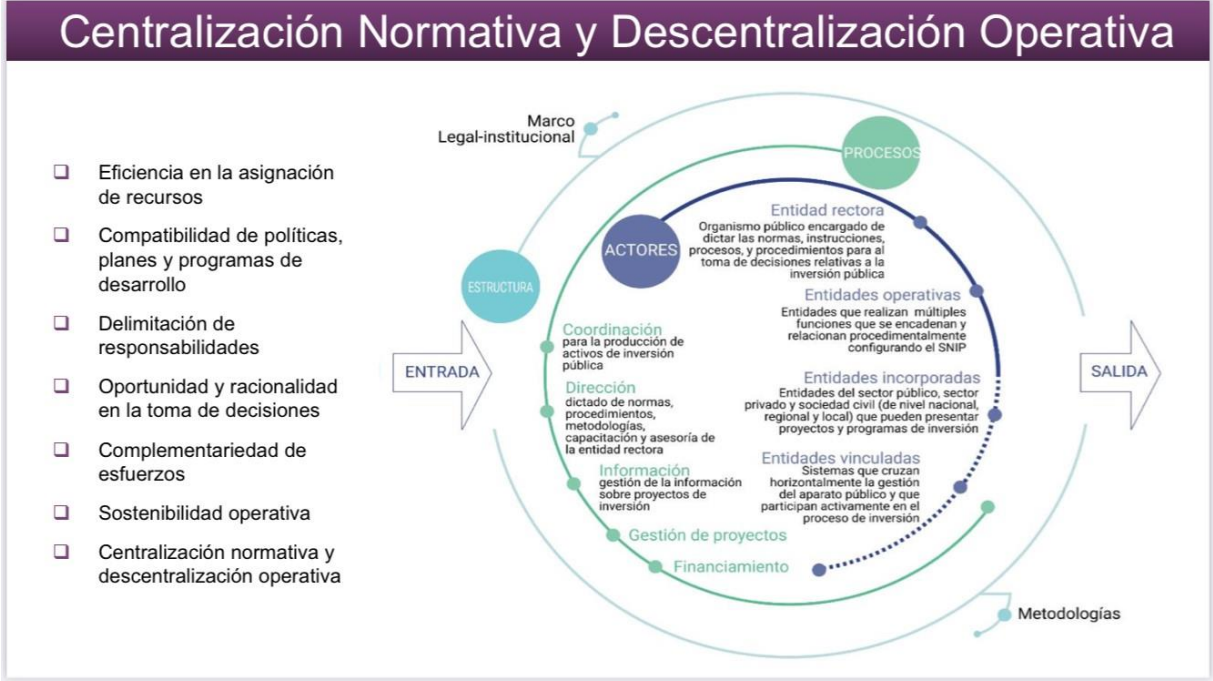 Centralización Normativa y Descentralización Operativa
Eficiencia en la asignación
de recursos
Compatibilidad de políticas,
planes y programas de
desarrollo
Delimitación de
responsabilidades
Oportunidad y racionalidad
en la toma de decisiones
Complementariedad de
esfuerzos
Sostenibilidad operativa
Centralización normativa y
descentralización operativa
Marco
Legal-institucional
PROCESOS
ACTORES
ESTRUCTURA
ENTRADA
Coordinación
para la producción de
activos de inversión
pública
Dirección
dictado de normas,
procedimientos,
metodologías,
capacitación y asesoría de
la entidad rectora
Información
gestión de la información
sobre proyectos de
inversión
Gestión de proyectos
Financiamiento
Entidad rectora
Organismo público encargado de
dictar las normas, instrucciones,
procesos, y procedimientos para al
toma de decisiones relativas a la
inversión pública
Entidades operativas
Entidades que realizan múltiples
funciones que se encadenan y
relacionan procedimentalmente
configurando el SNIP
Entidades incorporadas
Entidades del sector público, sector
privado y sociedad civil (de nivel nacional,
regional y local) que pueden presentar
proyectos y programas de inversión
Entidades vinculadas
Sistemas que cruzan
horizontalmente la gestión
del aparato público y que
participan activamente en el
proceso de inversión
SALIDA
Metodologías